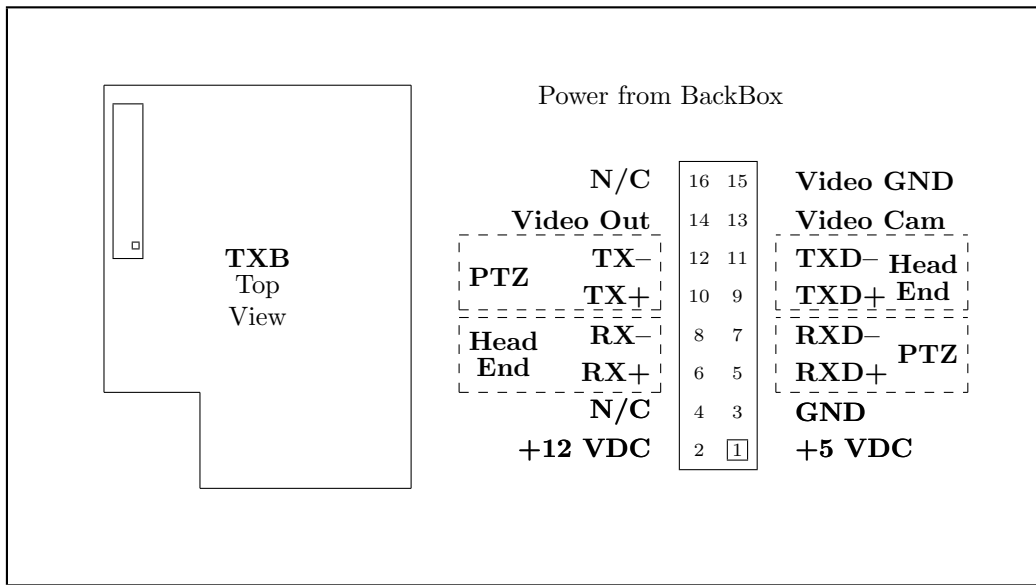 Power from BackBox
N/C 16 15 Video GND
Video Out 14 13 Video Cam
PTZ TX– 12 11 TXD– Head
TX+ 10 9 TXD+ End
Head RX– 8 7 RXD– PTZ
End RX+ 6 5 RXD+
N/C 4 3 GND
+12 VDC 2 1 +5 VDC
TXB
Top
View